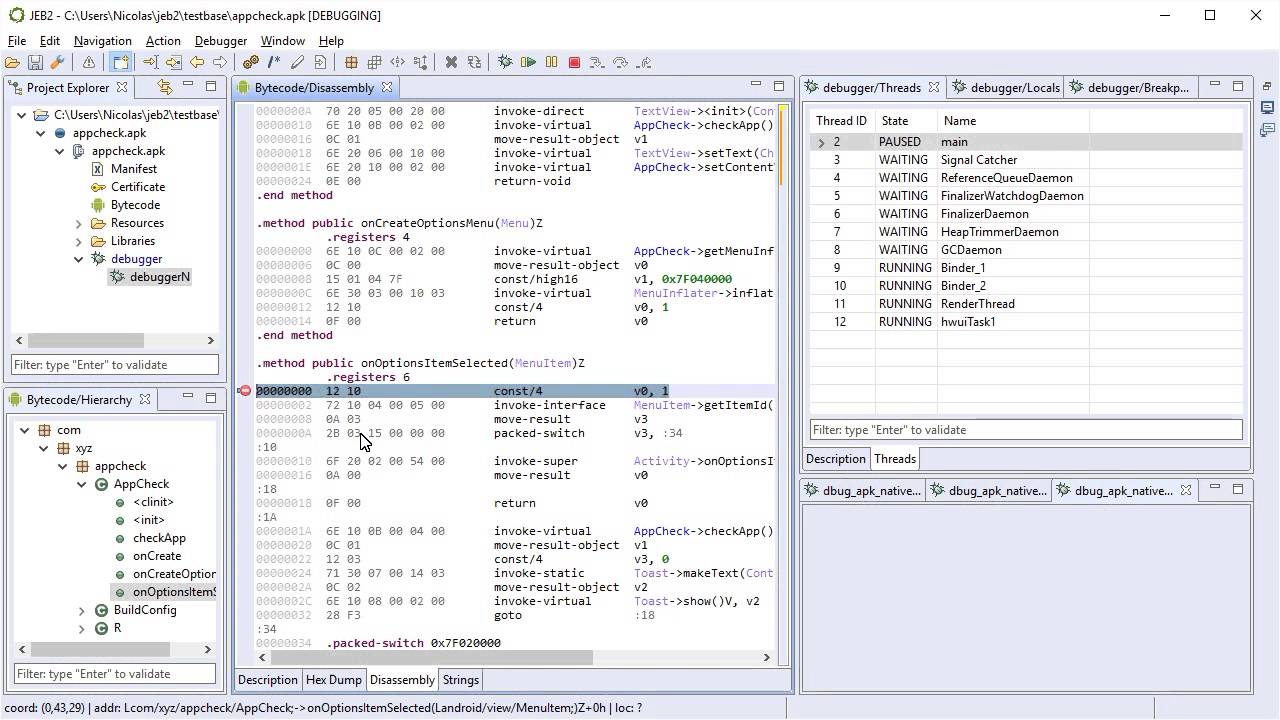 JEB2 - C:\Users\Nicolas\jeb2\testbase\appcheck.apk [DEBUGGING]
File Edit Navigation Action Debugger Window Help
Project Explorer
C:\Users\Nicolas\jeb2\testbase\
appcheck.apk
appcheck.apk
Manifest
Certificate
Bytecode
Resources
Libraries
debugger
debuggerN
Filter: type "Enter" to validate
Bytecode/Hierarchy
com
xyz
appcheck
AppCheck
<clinit>
<init>
checkApp
onCreate
onCreateOption
onOptionsItemS
BuildConfig
R
Filter: type "Enter" to validate
Bytecode/Disassembly
0000000A 70 20 05 00 20 00 invoke-direct TextView-><init>(Con
00000010 6E 10 0B 00 02 00 invoke-virtual AppCheck->checkApp()
00000016 0C 01 move-result-object v1
00000018 6E 20 06 00 10 00 invoke-virtual TextView->setText(Ch
0000001E 6E 20 10 00 02 00 invoke-virtual AppCheck->setContent
00000024 0E 00 return-void
.end method
.method public onCreateOptionsMenu(Menu)Z
.registers 4
00000000 6E 10 0C 00 02 00 invoke-virtual AppCheck->getMenuInf
00000006 0C 00 move-result-object v0
00000008 15 01 04 7F const/high16 v1, 0x7F040000
0000000C 6E 30 03 00 10 03 invoke-virtual MenuInflater->inflat
00000012 12 10 const/4 v0, 1
00000014 0F 00 return v0
.end method
.method public onOptionsItemSelected(MenuItem)Z
.registers 6
00000000 12 10 const/4 v0, 1
00000002 72 10 04 00 05 00 invoke-interface MenuItem->getItemId(
00000008 0A 03 move-result v3
0000000A 2B 03 15 00 00 00 packed-switch v3, :34
:10
00000010 6F 20 02 00 54 00 invoke-super Activity->onOptionsI
00000016 0A 00 move-result v0
:18
00000018 0F 00 return v0
:1A
0000001A 6E 10 0B 00 04 00 invoke-virtual AppCheck->checkApp()
00000020 0C 01 move-result-object v1
00000022 12 03 const/4 v3, 0
00000024 71 30 07 00 14 03 invoke-static Toast->makeText(Cont
0000002A 0C 02 move-result-object v2
0000002C 6E 10 08 00 02 00 invoke-virtual Toast->show()V, v2
00000032 28 F3 goto :18
:34
00000034 .packed-switch 0x7F020000
Description Hex Dump Disassembly Strings
debugger/Threads debugger/Locals debugger/Breakp...
Thread ID State Name
2 PAUSED main
3 WAITING Signal Catcher
4 WAITING ReferenceQueueDaemon
5 WAITING FinalizerWatchdogDaemon
6 WAITING FinalizerDaemon
7 WAITING HeapTrimmerDaemon
8 WAITING GCDaemon
9 RUNNING Binder_1
10 RUNNING Binder_2
11 RUNNING RenderThread
12 RUNNING hwuiTask1
Filter: type "Enter" to validate
Description Threads
dbug_apk_native... dbug_apk_native... dbug_apk_native...
coord: (0,43,29) | addr: Lcom/xyz/appcheck/AppCheck;->onOptionsItemSelected(Landroid/view/MenuItem;)Z+0h | loc: ?